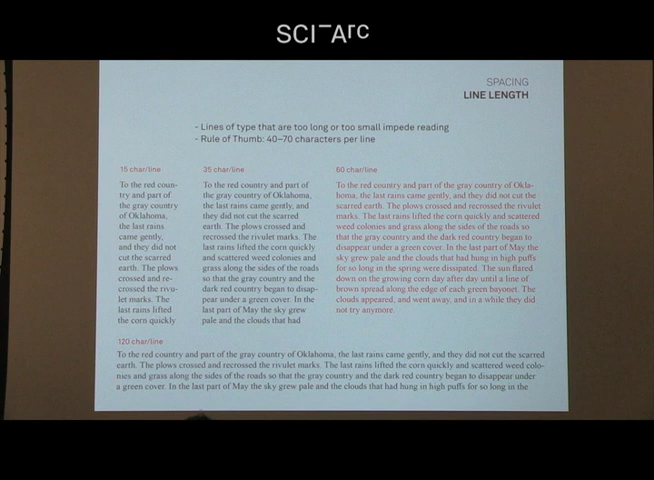 SCI-Arc
SPACING
LINE LENGTH
- Lines of type that are too long or too small impede reading
- Rule of Thumb: 40–70 characters per line
15 char/line
To the red coun-
try and part of
the gray country
of Oklahoma,
the last rains
came gently,
and they did not
cut the scarred
earth. The plows
crossed and re-
crossed the rivu-
let marks. The
last rains lifted
the corn quickly
35 char/line
To the red country and part of
the gray country of Oklahoma,
the last rains came gently, and
they did not cut the scarred
earth. The plows crossed and
recrossed the rivulet marks. The
last rains lifted the corn quickly
and scattered weed colonies and
grass along the sides of the roads
so that the gray country and the
dark red country began to disap-
pear under a green cover. In the
last part of May the sky grew
pale and the clouds that had
60 char/line
To the red country and part of the gray country of Okla-
homa, the last rains came gently, and they did not cut the
scarred earth. The plows crossed and recrossed the rivulet
marks. The last rains lifted the corn quickly and scattered
weed colonies and grass along the sides of the roads so
that the gray country and the dark red country began to
disappear under a green cover. In the last part of May the
sky grew pale and the clouds that had hung in high puffs
for so long in the spring were dissipated. The sun flared
down on the growing corn day after day until a line of
brown spread along the edge of each green bayonet. The
clouds appeared, and went away, and in a while they did
not try anymore.
120 char/line
To the red country and part of the gray country of Oklahoma, the last rains came gently, and they did not cut the scarred
earth. The plows crossed and recrossed the rivulet marks. The last rains lifted the corn quickly and scattered weed colo-
nies and grass along the sides of the roads so that the gray country and the dark red country began to disappear under
a green cover. In the last part of May the sky grew pale and the clouds that had hung in high puffs for so long in the